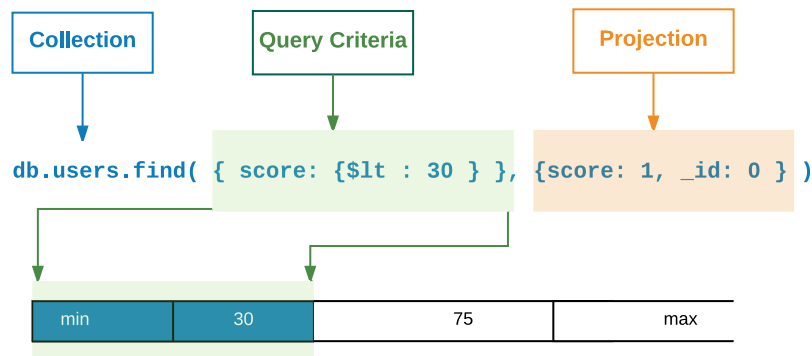 Collection Query Criteria Projection
db.users.find( { score: {$lt : 30 } }, {score: 1, _id: 0 } )
min 30 75 max